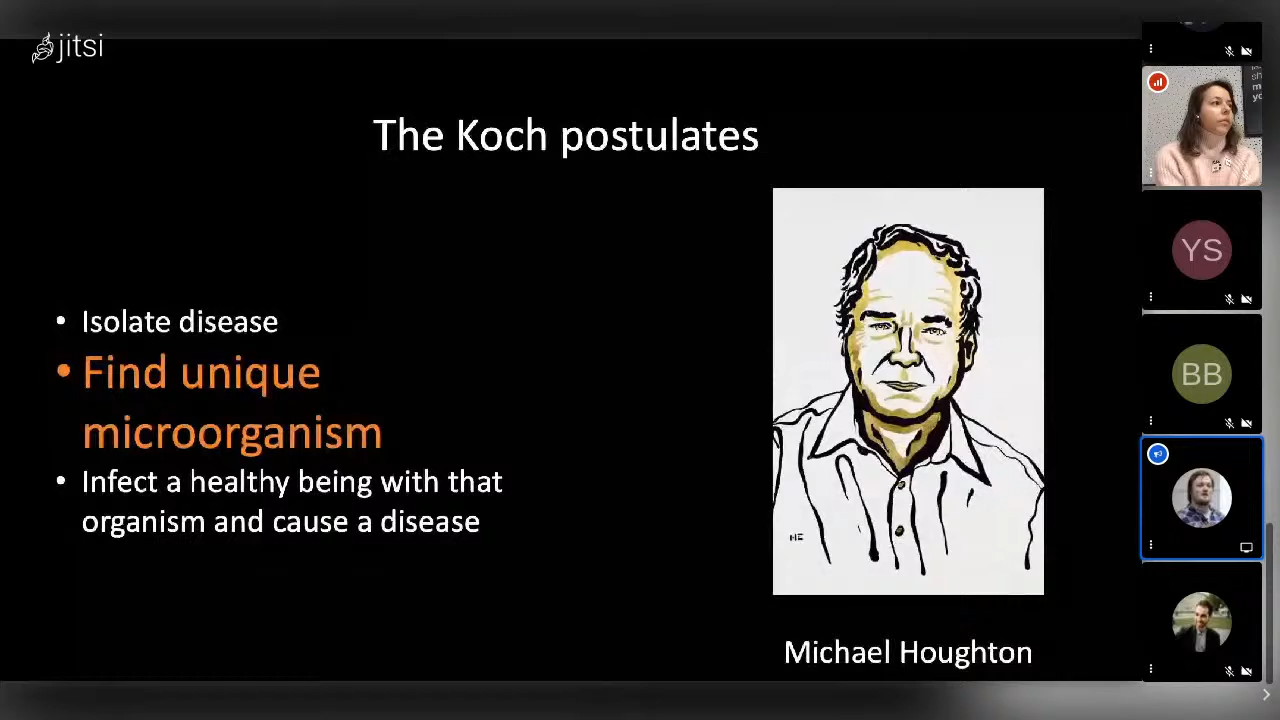 jitsi
The Koch postulates
• Isolate disease
• Find unique
microorganism
• Infect a healthy being with that
organism and cause a disease
Michael Houghton
YS
BB